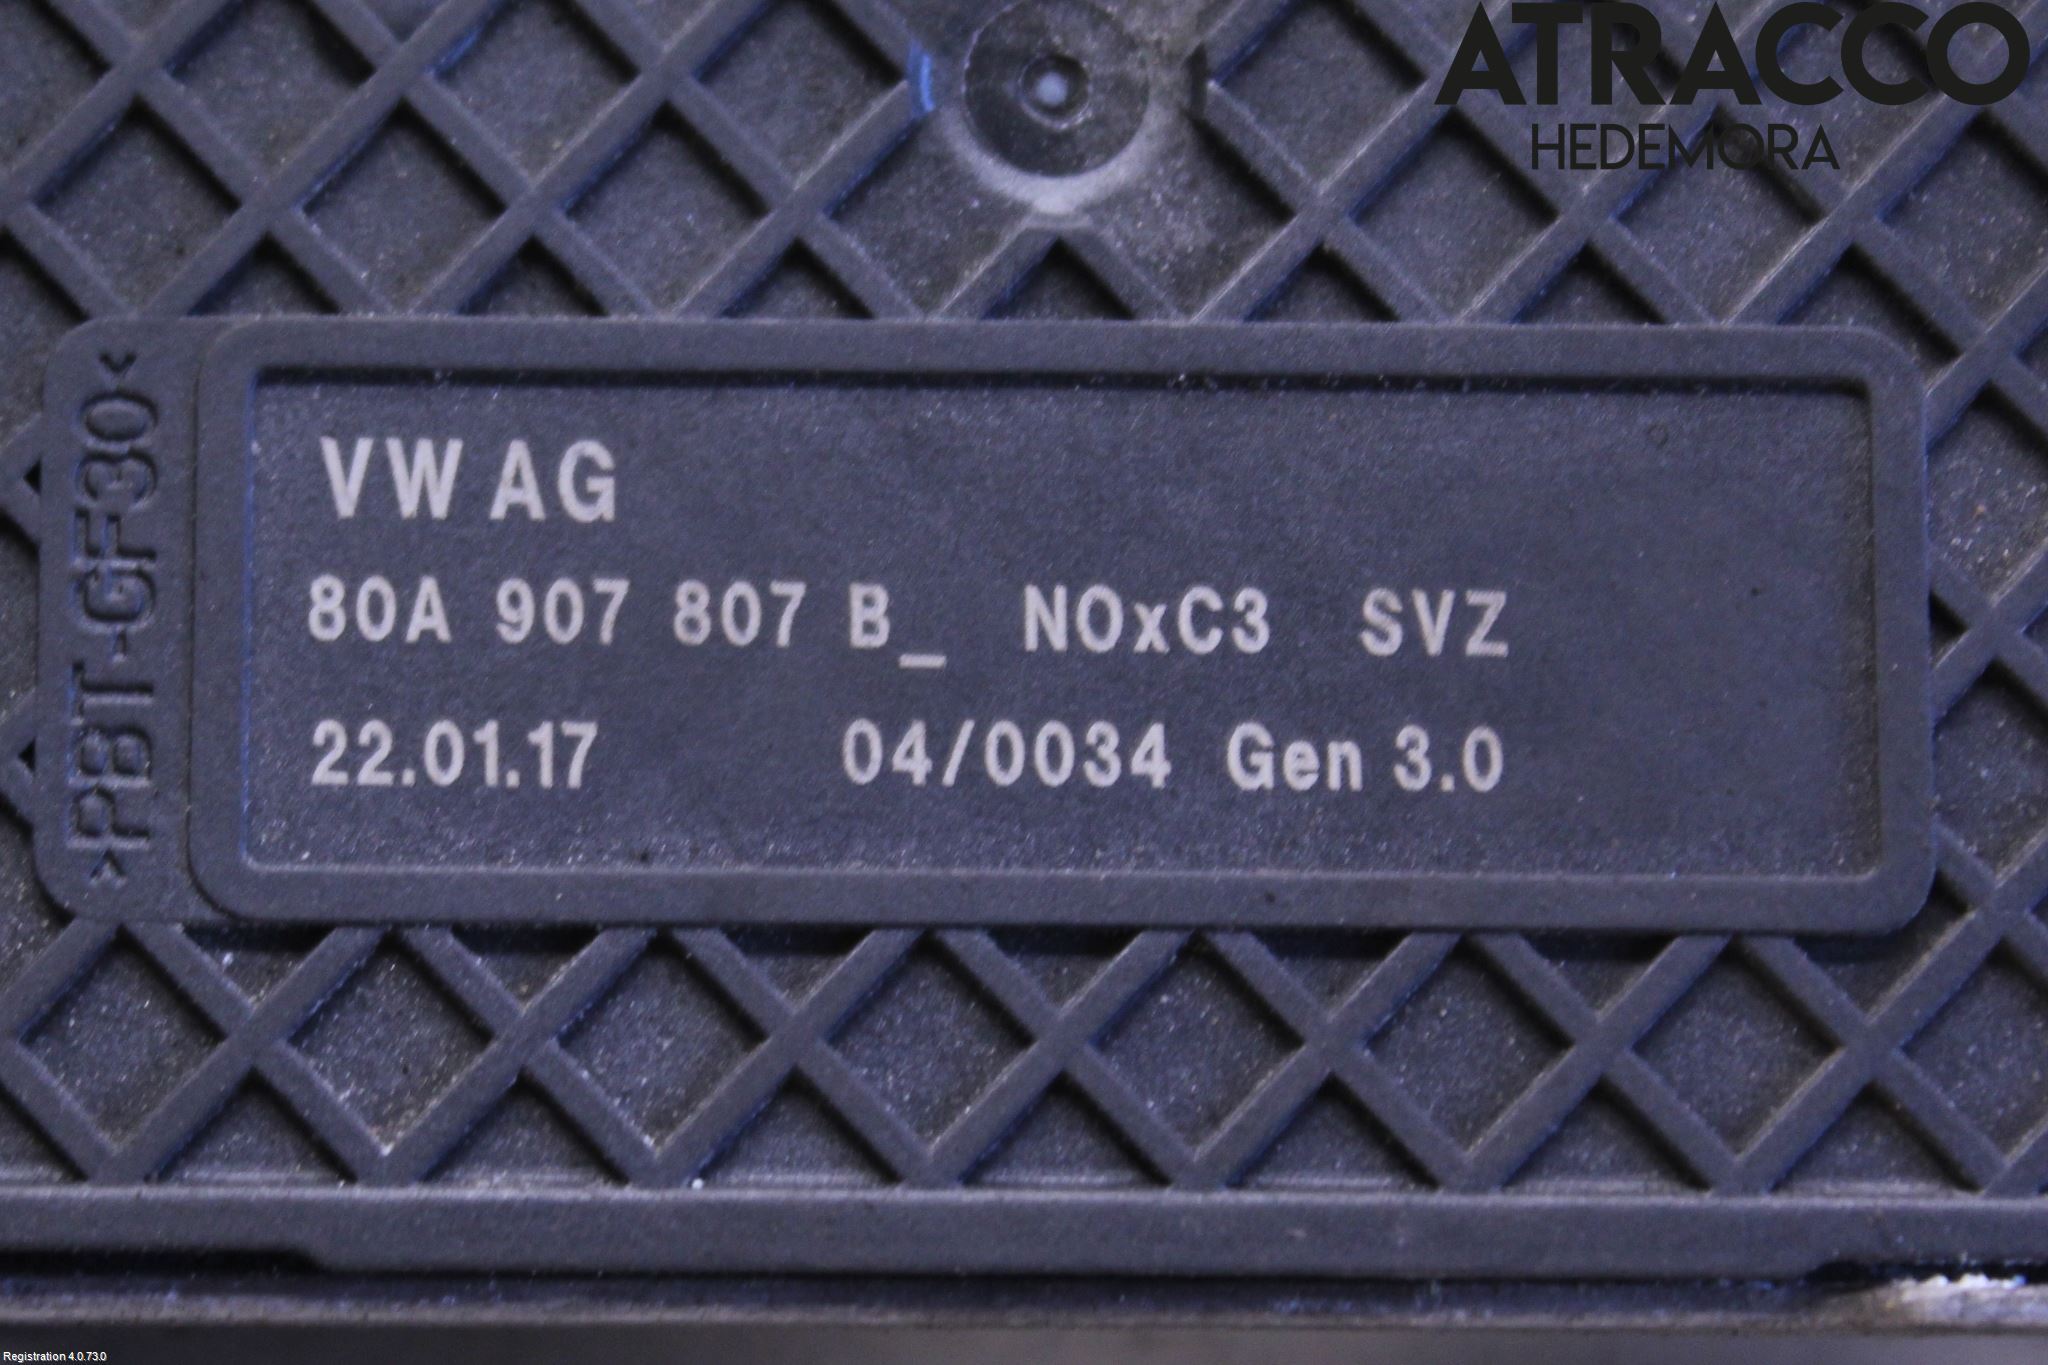 ATRACCO
HEDEMORA
>PBT-GF30<
VW AG
80A 907 807 B_ NOxC3 SVZ
22.01.17 04/0034 Gen 3.0
Registration 4.0.73.0